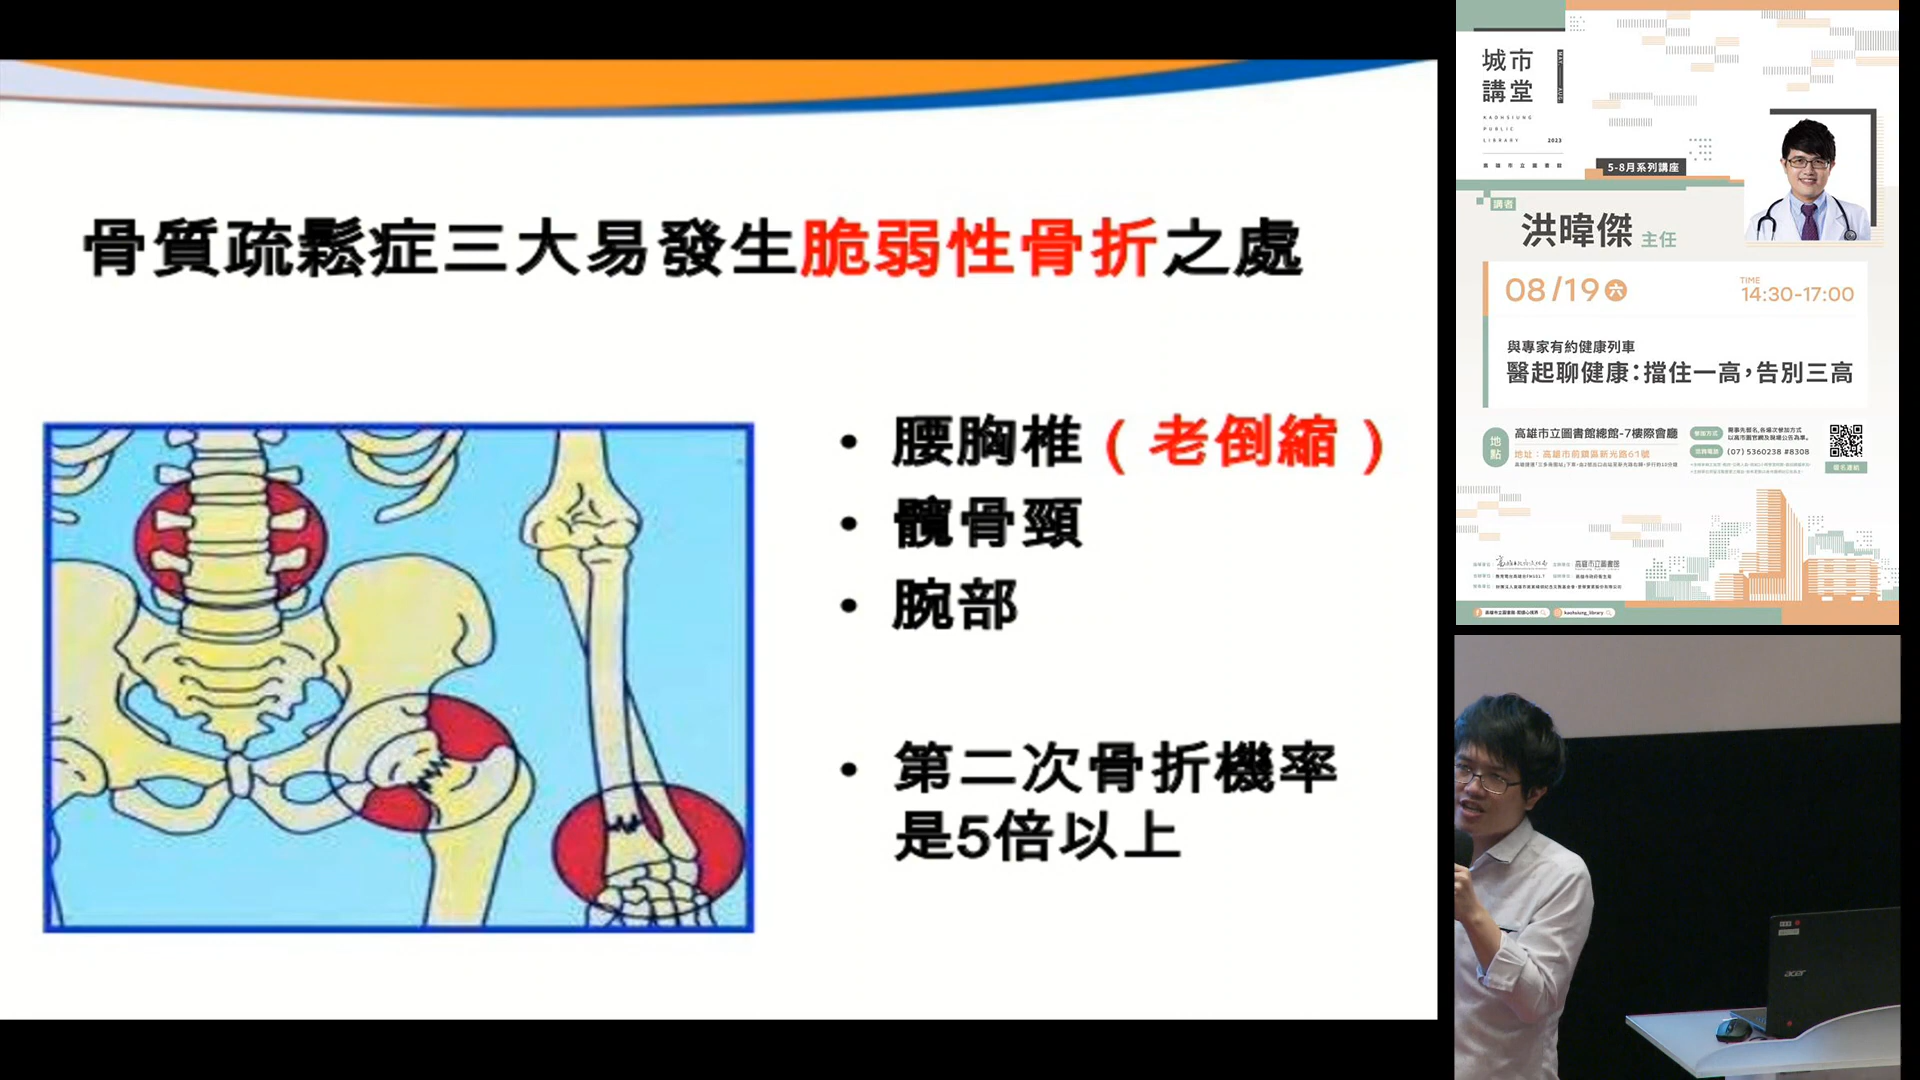 骨質疏鬆症三大易發生脆弱性骨折之處
• 腰胸椎（老倒縮）
• 髖骨頸
• 腕部
• 第二次骨折機率
是5倍以上
城市
講堂
KAOHSIUNG
PUBLIC
LIBRARY 2023
高雄市立圖書館
5-8月系列講座
講者
洪暐傑 主任
08/19 六
TIME
14:30-17:00
與專家有約健康列車
醫起聊健康：擋住一高，告別三高
地點
高雄市立圖書館總館-7樓際會廳
地址：高雄市前鎮區新光路61號
參加方式
需事先報名，各場次參加方式
以高市圖官網及現場公告為準。
洽詢電話
(07) 5360238 #8308
報名連結
高雄市立圖書館
kaohsiung_library
acer